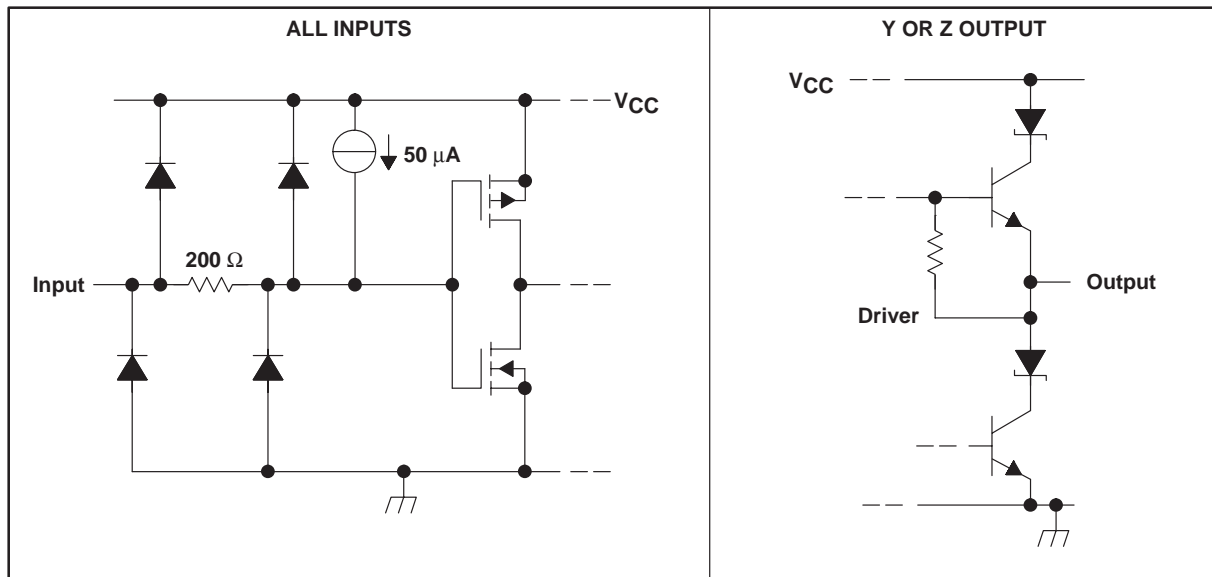 ALL INPUTS
Y OR Z OUTPUT
VCC
50 μA
200 Ω
Input
VCC
Output
Driver